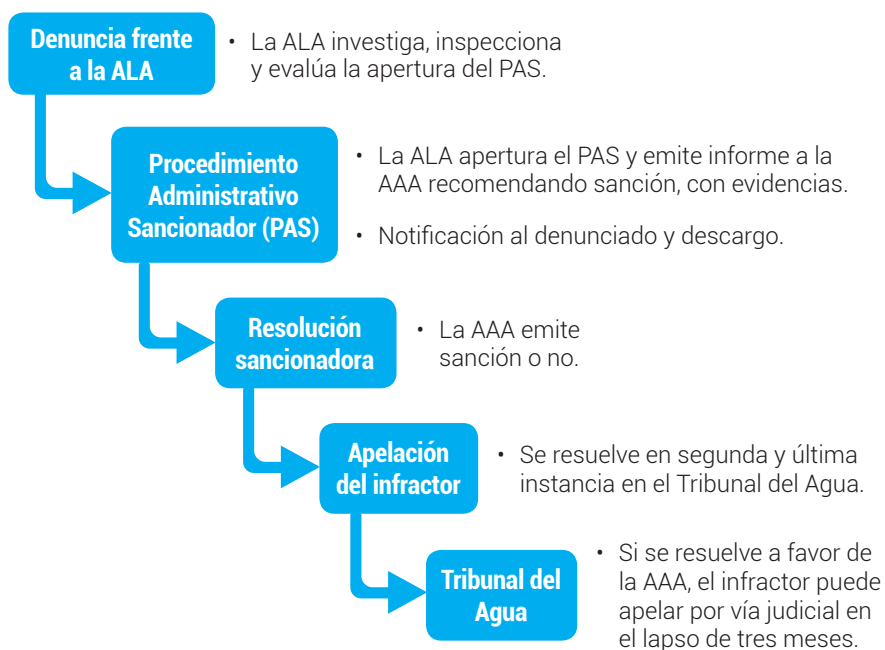 Denuncia frente
a la ALA
• La ALA investiga, inspecciona
y evalúa la apertura del PAS.
Procedimiento
Administrativo
Sancionador (PAS)
• La ALA apertura el PAS y emite informe a la
AAA recomendando sanción, con evidencias.
• Notificación al denunciado y descargo.
Resolución
sancionadora
• La AAA emite
sanción o no.
Apelación
del infractor
• Se resuelve en segunda y última
instancia en el Tribunal del Agua.
Tribunal del
Agua
• Si se resuelve a favor de
la AAA, el infractor puede
apelar por vía judicial en
el lapso de tres meses.